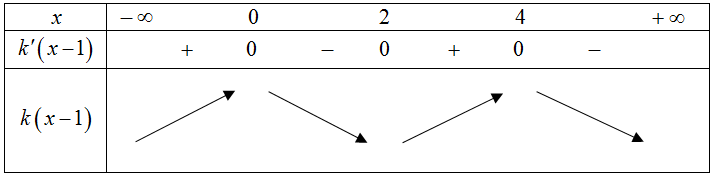 x −∞ 0 2 4 +∞
k′(x−1) + 0 − 0 + 0 −
k(x−1)